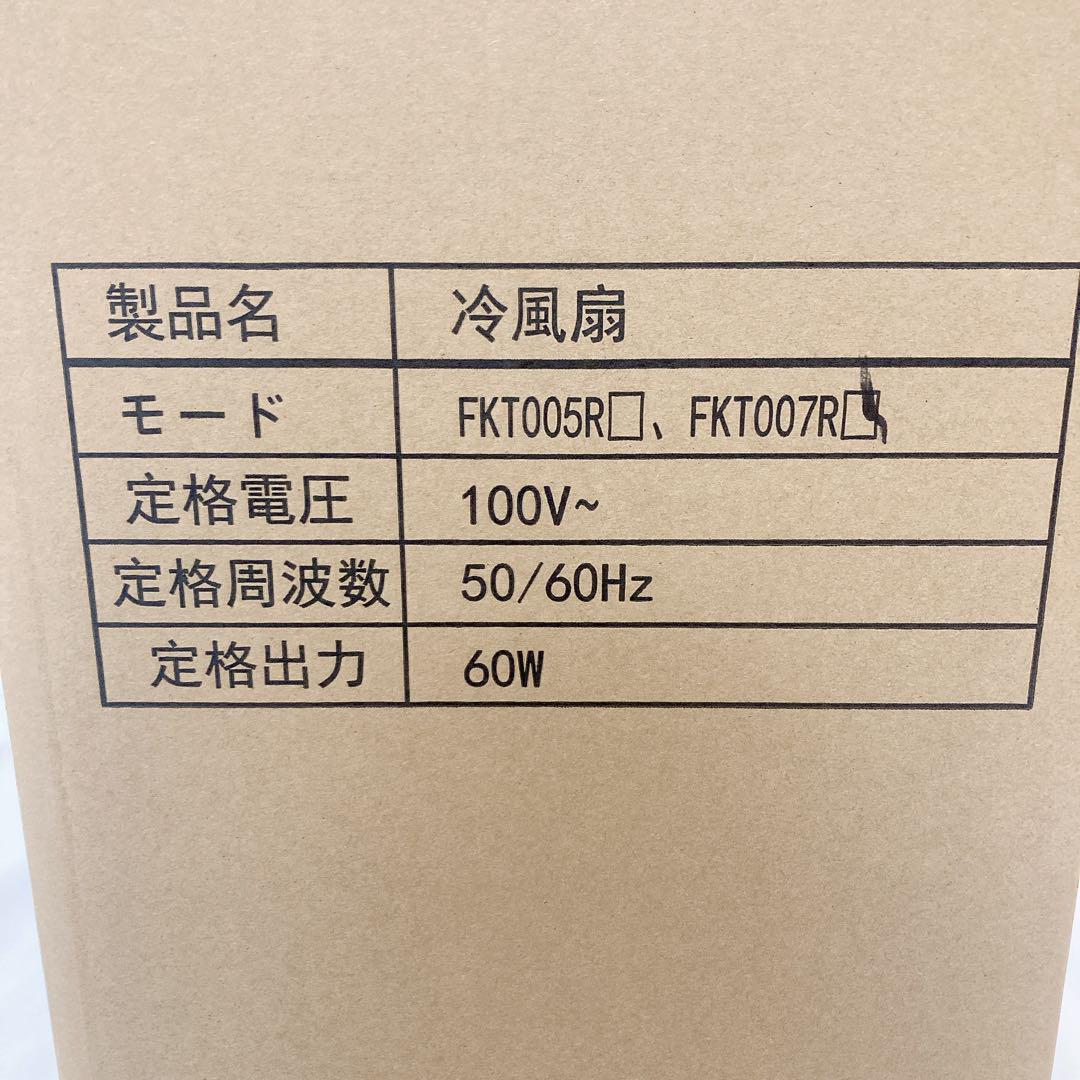 製品名 冷風扇
モード FKT005R□、FKT007R□
定格電圧 100V~
定格周波数 50/60Hz
定格出力 60W